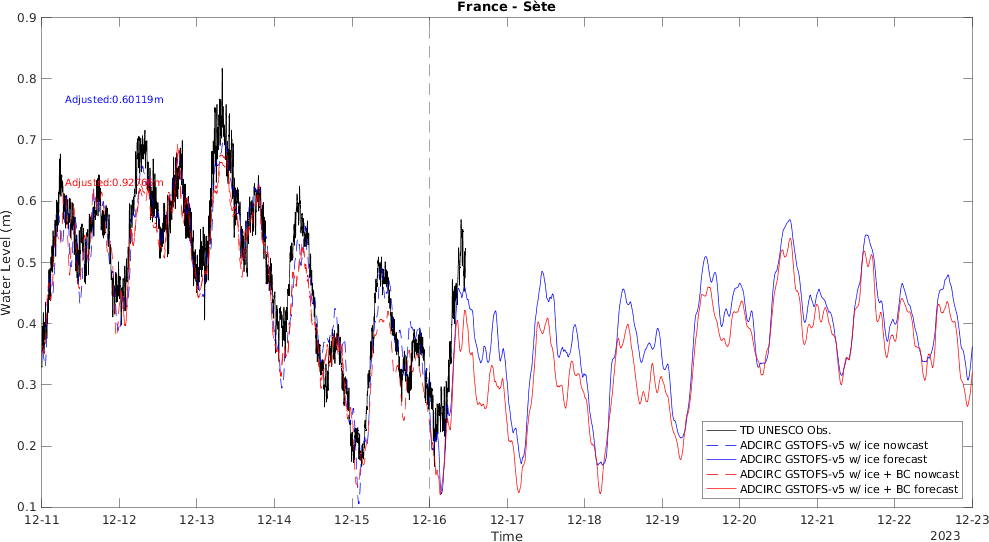 France - Sète
0.9
0.8
0.7
0.6
0.5
0.4
0.3
0.2
0.1
Water Level (m)
Adjusted:0.60119m
12-11 12-12 12-13 12-14 12-15 12-16 12-17 12-18 12-19 12-20 12-21 12-22 12-23
Time
2023
TD UNESCO Obs.
ADCIRC GSTOFS-v5 w/ ice nowcast
ADCIRC GSTOFS-v5 w/ ice forecast
ADCIRC GSTOFS-v5 w/ ice + BC nowcast
ADCIRC GSTOFS-v5 w/ ice + BC forecast